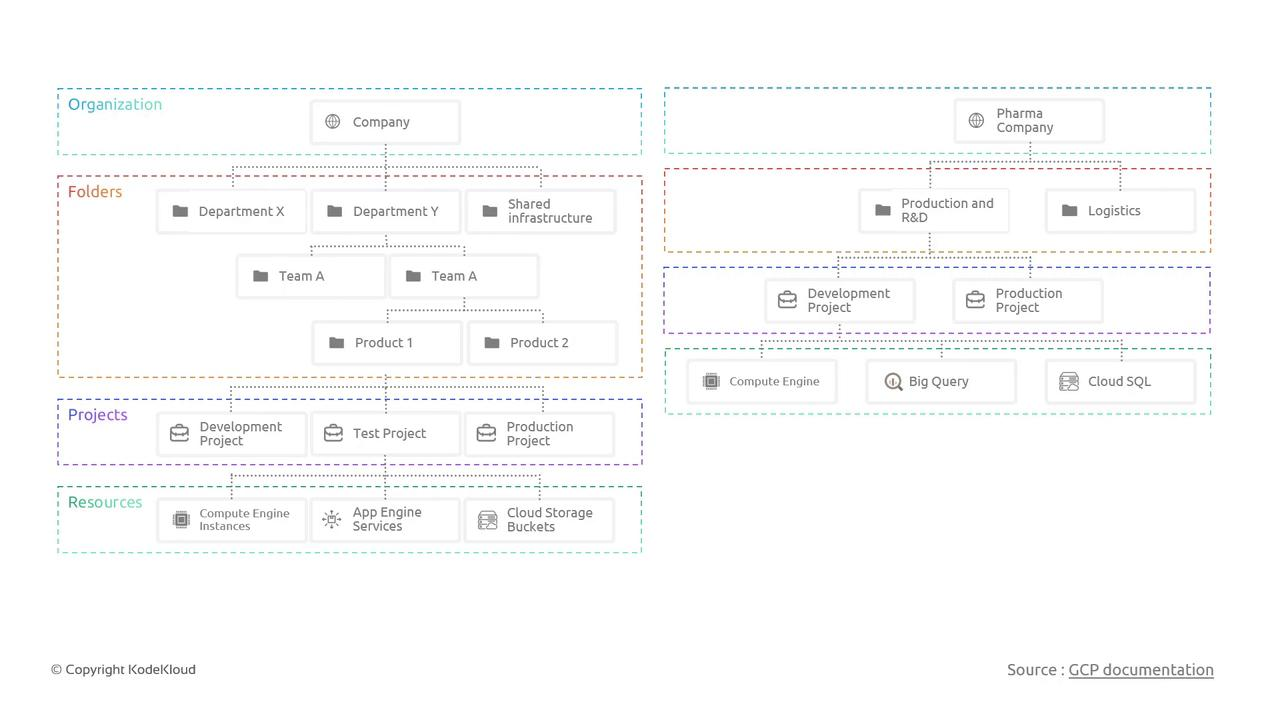 Organization
Company
Folders
Department X
Department Y
Shared
infrastructure
Team A
Team A
Product 1
Product 2
Projects
Development
Project
Test Project
Production
Project
Resources
Compute Engine
Instances
App Engine
Services
Cloud Storage
Buckets
Pharma
Company
Production and
R&D
Logistics
Development
Project
Production
Project
Compute Engine
Big Query
Cloud SQL
© Copyright KodeKloud
Source : GCP documentation